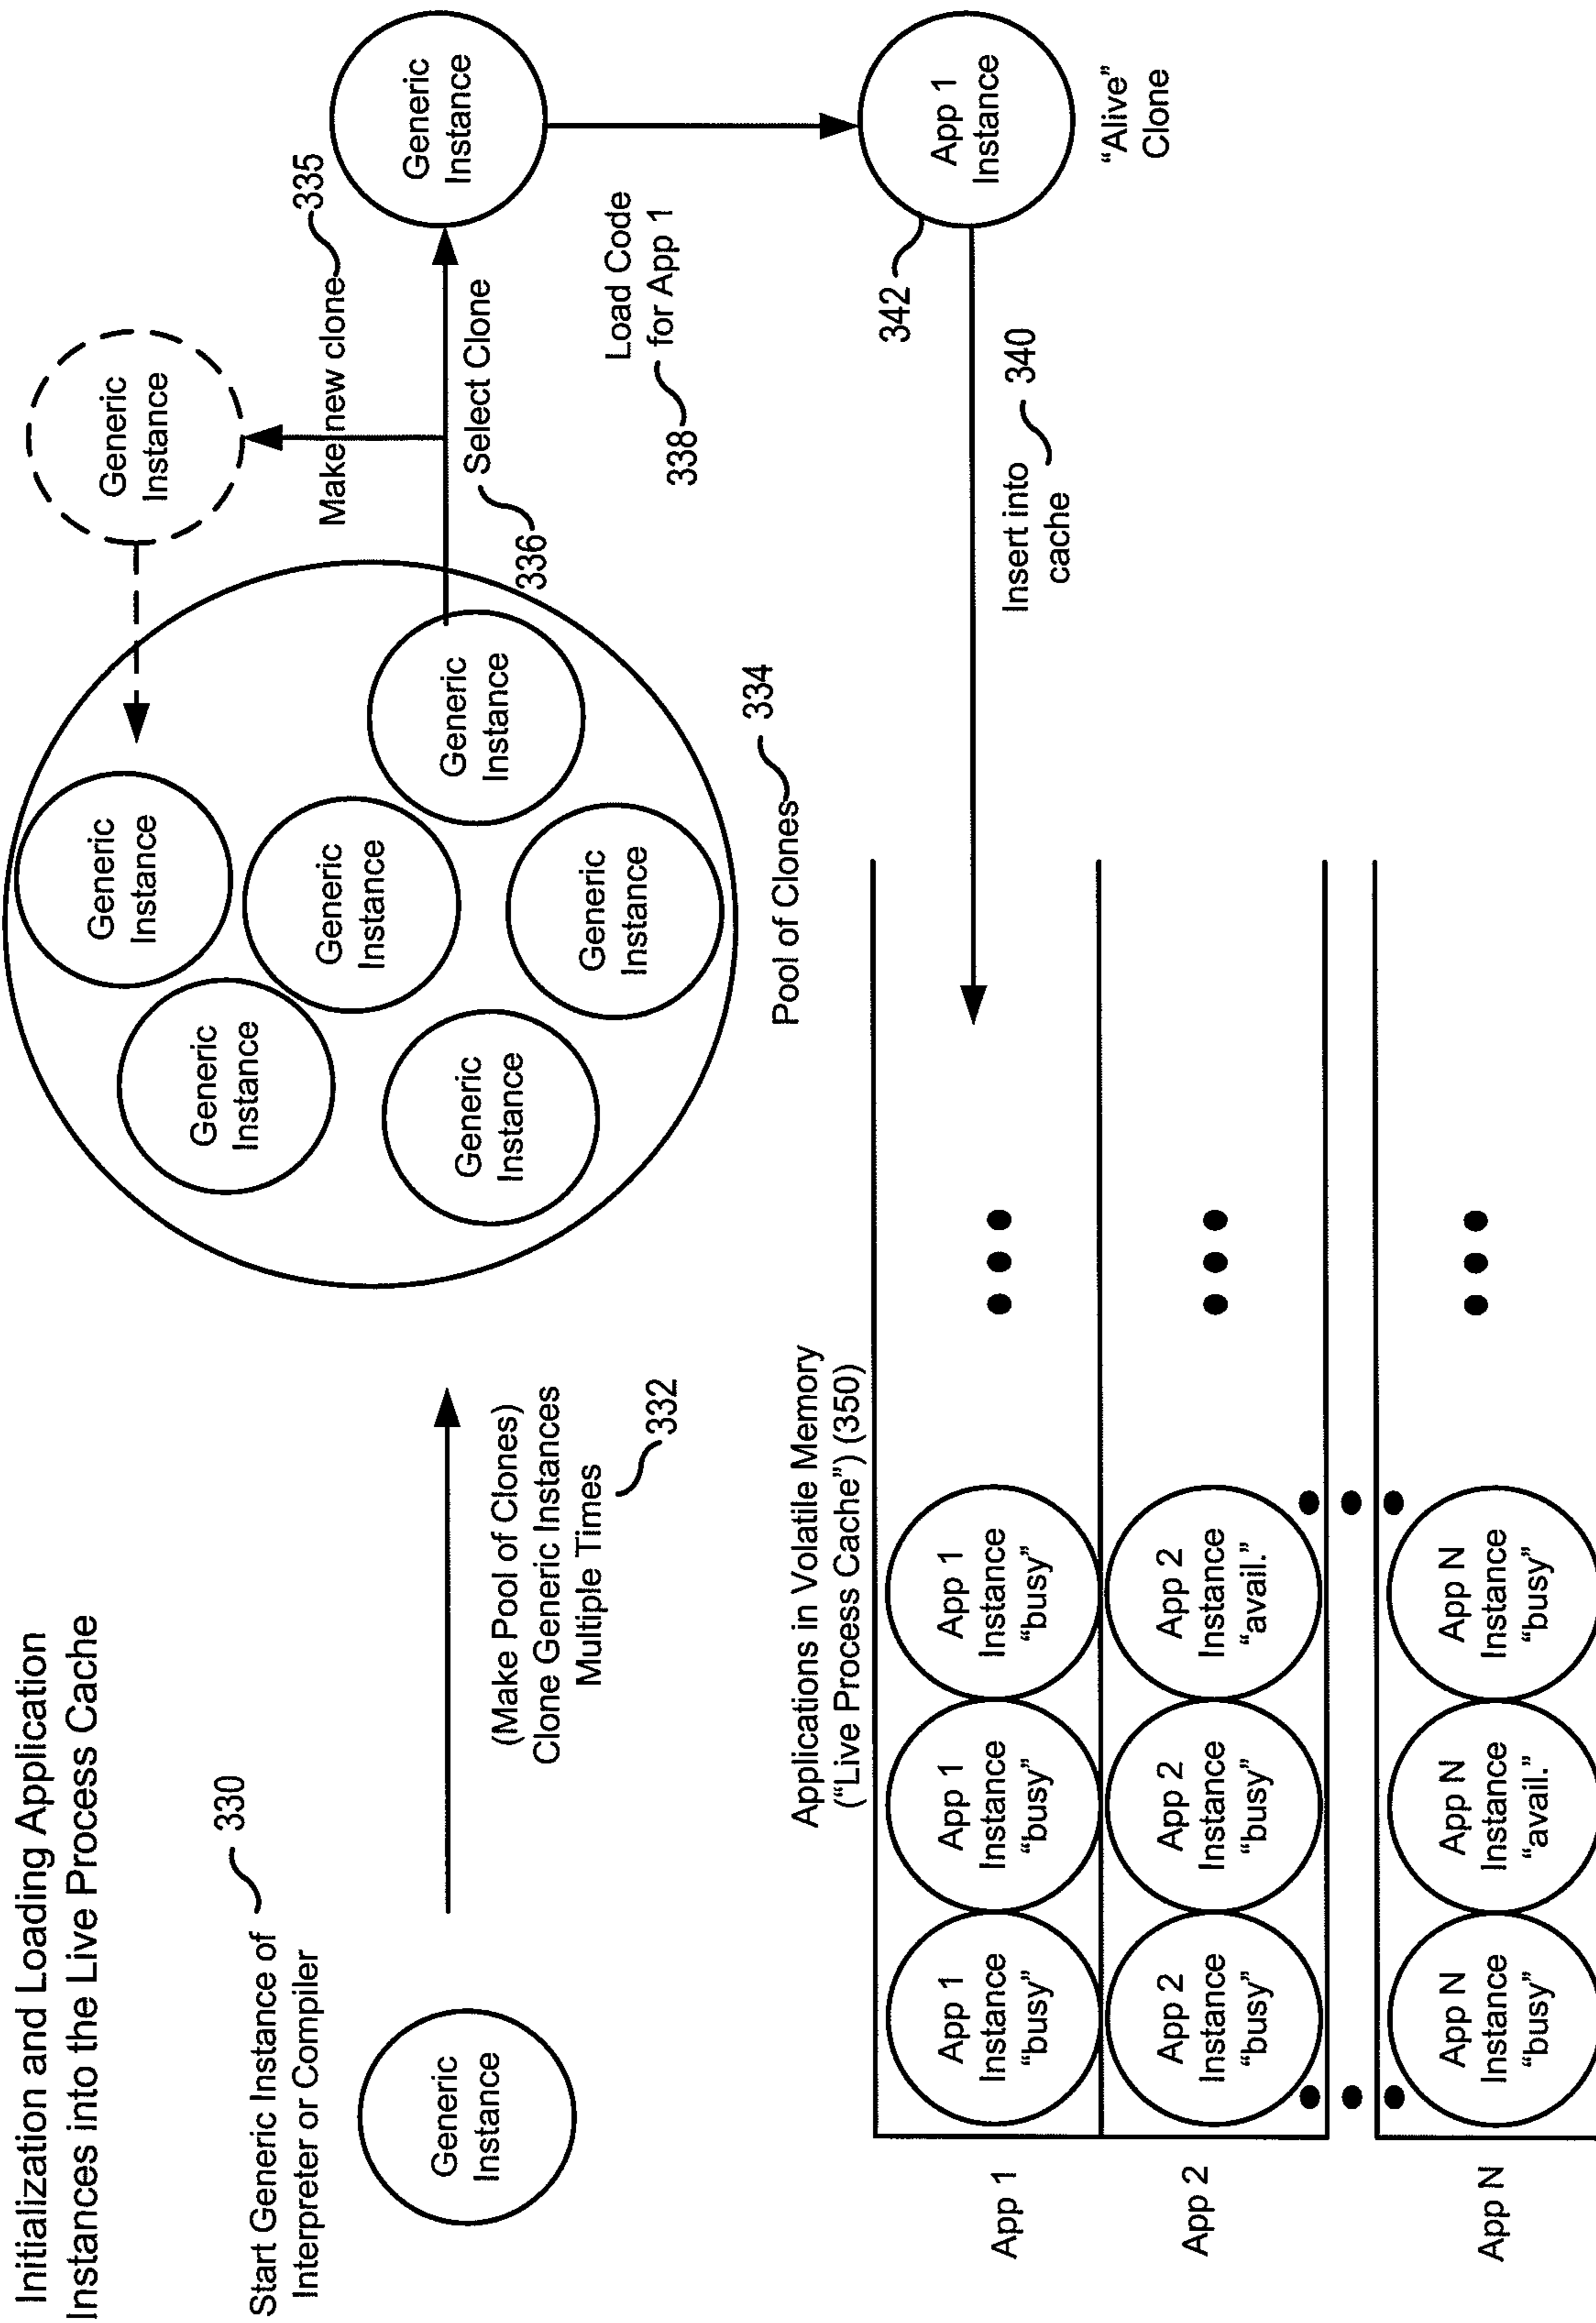 Initialization and Loading Application
Instances into the Live Process Cache
Start Generic Instance of
Interpreter or Compiler
330
Generic
Instance
(Make Pool of Clones)
Clone Generic Instances
Multiple Times
332
Generic
Instance
Generic
Instance
Generic
Instance
Generic
Instance
Generic
Instance
Generic
Instance
Pool of Clones
334
Generic
Instance
Make new clone
335
Select Clone
336
Generic
Instance
Load Code
for App 1
338
App 1
Instance
342
"Alive"
Clone
Insert into
cache
340
Applications in Volatile Memory
("Live Process Cache") (350)
App 1
App 1
Instance
"busy"
App 1
Instance
"busy"
App 1
Instance
"busy"
App 2
App 2
Instance
"busy"
App 2
Instance
"busy"
App 2
Instance
"avail."
App N
App N
Instance
"busy"
App N
Instance
"avail."
App N
Instance
"busy"